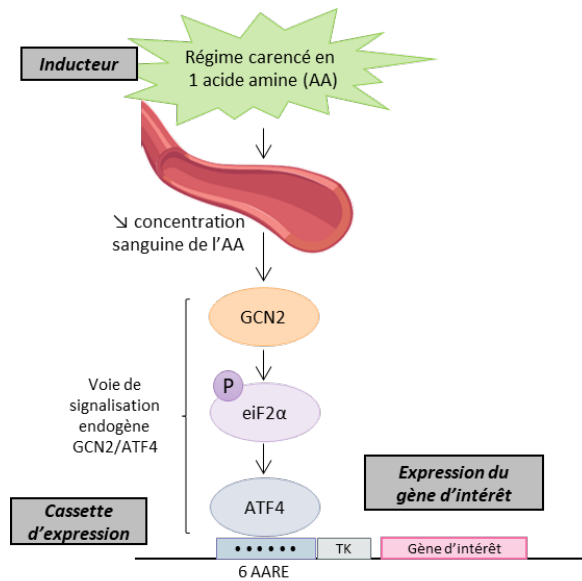 Inducteur
Régime carencé en
1 acide amine (AA)
↘ concentration
sanguine de l'AA
GCN2
P
eiF2α
Voie de
signalisation
endogène
GCN2/ATF4
ATF4
Expression du
gène d'intérêt
Cassette
d'expression
TK
Gène d'intérêt
6 AARE